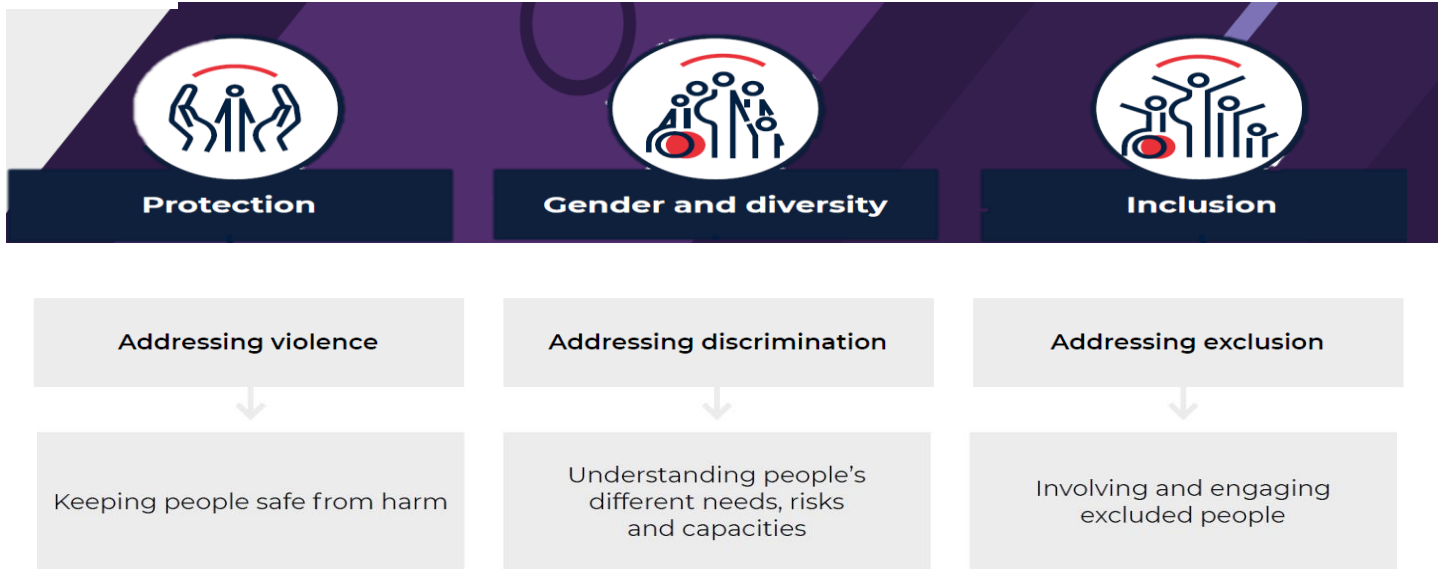 Protection
Gender and diversity
Inclusion
Addressing violence
Addressing discrimination
Addressing exclusion
Keeping people safe from harm
Understanding people’s
different needs, risks
and capacities
Involving and engaging
excluded people